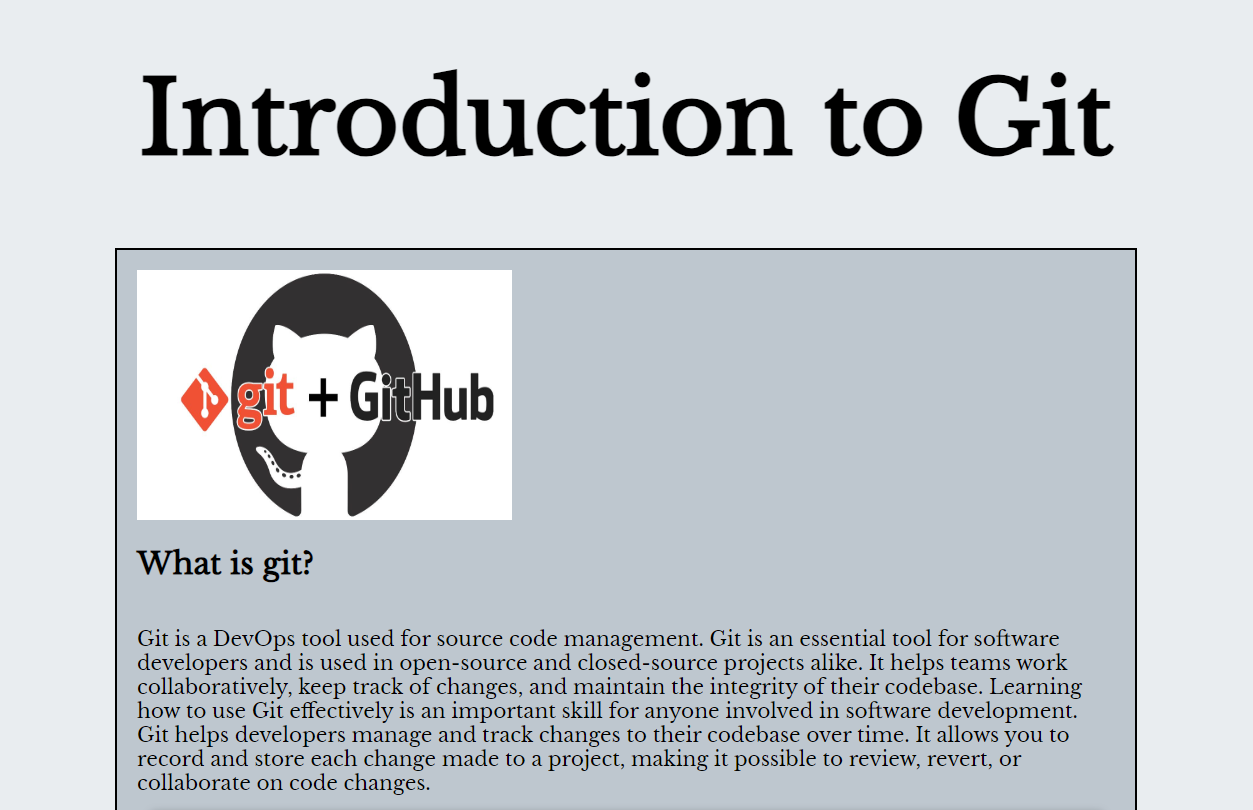 Introduction to Git
git + GitHub
What is git?
Git is a DevOps tool used for source code management. Git is an essential tool for software
developers and is used in open-source and closed-source projects alike. It helps teams work
collaboratively, keep track of changes, and maintain the integrity of their codebase. Learning
how to use Git effectively is an important skill for anyone involved in software development.
Git helps developers manage and track changes to their codebase over time. It allows you to
record and store each change made to a project, making it possible to review, revert, or
collaborate on code changes.